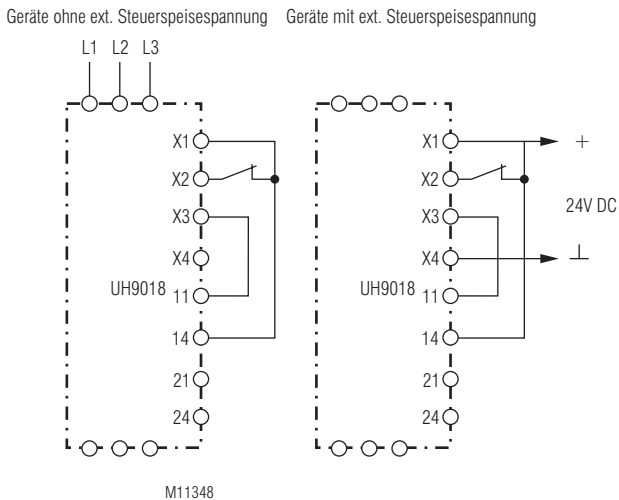 Geräte ohne ext. Steuerspeisespannung
Geräte mit ext. Steuerspeisespannung
L1 L2 L3
X1
X2
X3
X4
UH9018
11
14
21
24
X1
+
X2
24V DC
X3
X4
UH9018
11
14
21
24
M11348